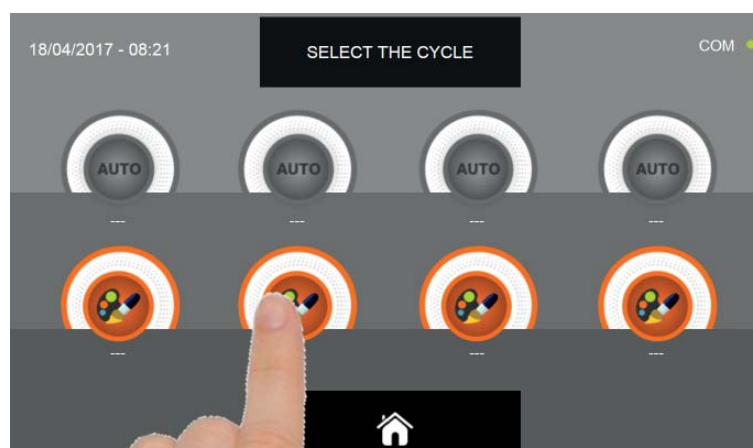 18/04/2017 - 08:21
SELECT THE CYCLE
COM
AUTO AUTO AUTO AUTO
--- --- --- ---
--- --- ---